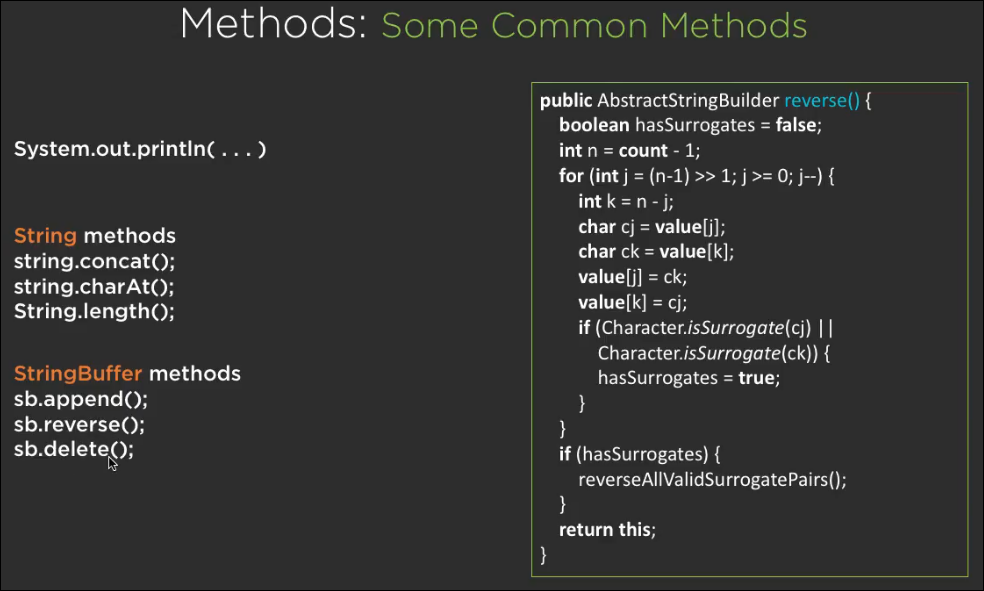 Methods: Some Common Methods
System.out.println( . . . )
String methods
string.concat();
string.charAt();
String.length();
StringBuffer methods
sb.append();
sb.reverse();
sb.delete();
public AbstractStringBuilder reverse() {
boolean hasSurrogates = false;
int n = count - 1;
for (int j = (n-1) >> 1; j >= 0; j--) {
int k = n - j;
char cj = value[j];
char ck = value[k];
value[j] = ck;
value[k] = cj;
if (Character.isSurrogate(cj) ||
Character.isSurrogate(ck)) {
hasSurrogates = true;
}
}
if (hasSurrogates) {
reverseAllValidSurrogatePairs();
}
return this;
}